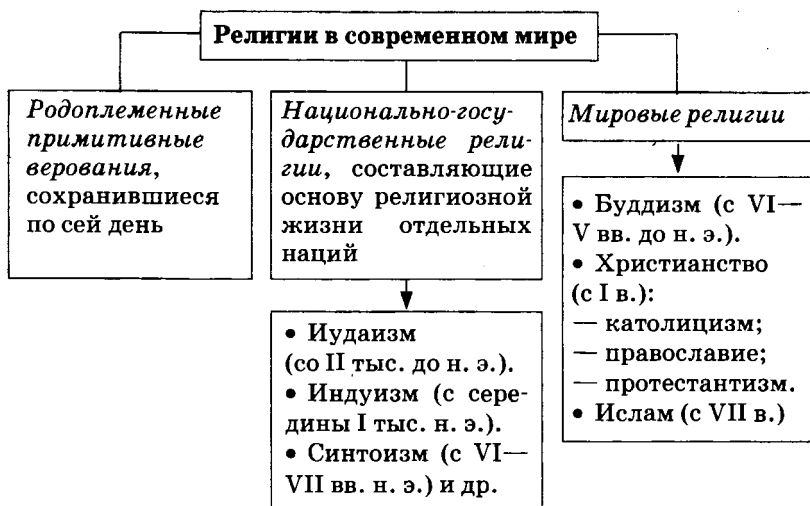 Религии в современном мире
Родоплеменные
примитивные
верования,
сохранившиеся
по сей день
Национально-госу-
дарственные рели-
гии, составляющие
основу религиозной
жизни отдельных
наций
• Иудаизм
(со II тыс. до н. э.).
• Индуизм (с сере-
дины I тыс. н. э.).
• Синтоизм (с VI—
VII вв. н. э.) и др.
Мировые религии
• Буддизм (с VI—
V вв. до н. э.).
• Христианство
(с I в.):
— католицизм;
— православие;
— протестантизм.
• Ислам (с VII в.)